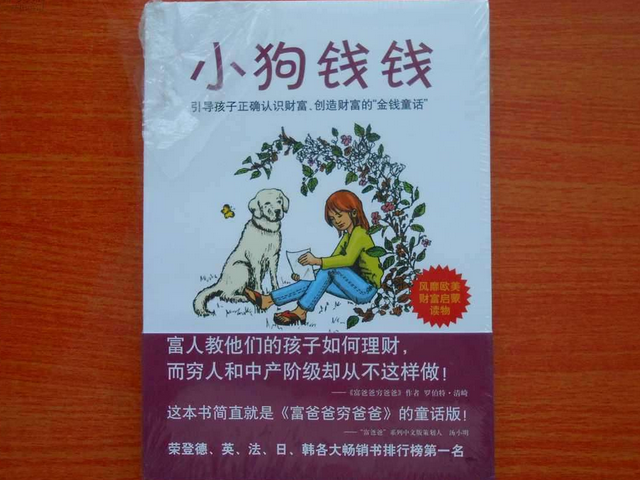 小狗钱钱
引导孩子正确认识财富、创造财富的“金钱童话”
风靡欧美
财富启蒙
读物
富人教他们的孩子如何理财，
而穷人和中产阶级却从不这样做！
——《富爸爸穷爸爸》作者 罗伯特·清崎
这本书简直就是《富爸爸穷爸爸》的童话版！
——“富爸爸”系列中文版策划人 汤小明
荣登德、英、法、日、韩各大畅销书排行榜第一名